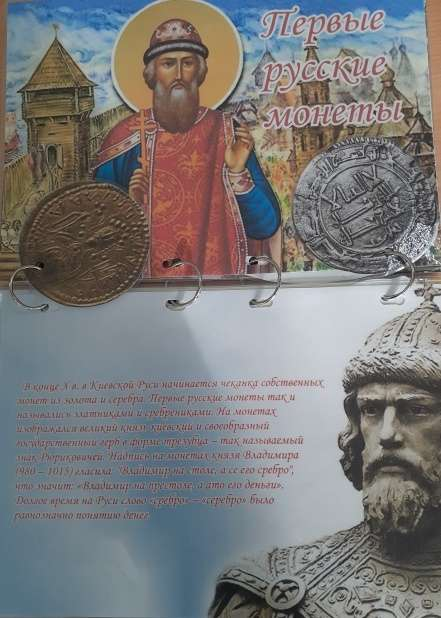 Первые
русские
монеты
В конце X в. в Киевской Руси начинается чеканка собственных
монет из золота и серебра. Первые русские монеты так и
назывались златниками и сребрениками. На монетах
изображался великий князь киевский и своеобразный
государственный герб в форме трезубца – так называемый
знак Рюриковичей. Надпись на монетах князя Владимира
(980 – 1015) гласила: "Владимир на столе, а се его сребро",
что значит: «Владимир на престоле, а это его деньги».
Долгое время на Руси слово «сребро» – «серебро» было
равнозначно понятию денег.